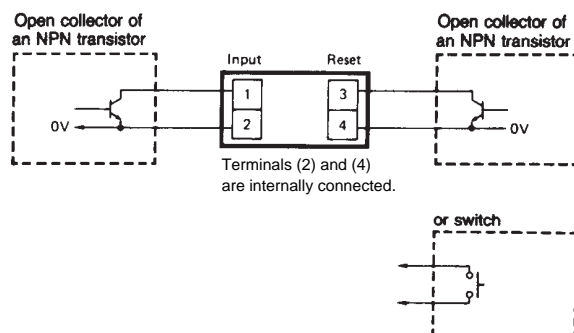 Open collector of
an NPN transistor
Open collector of
an NPN transistor
Input
Reset
1
3
2
4
0V
0V
Terminals (2) and (4)
are internally connected.
or switch